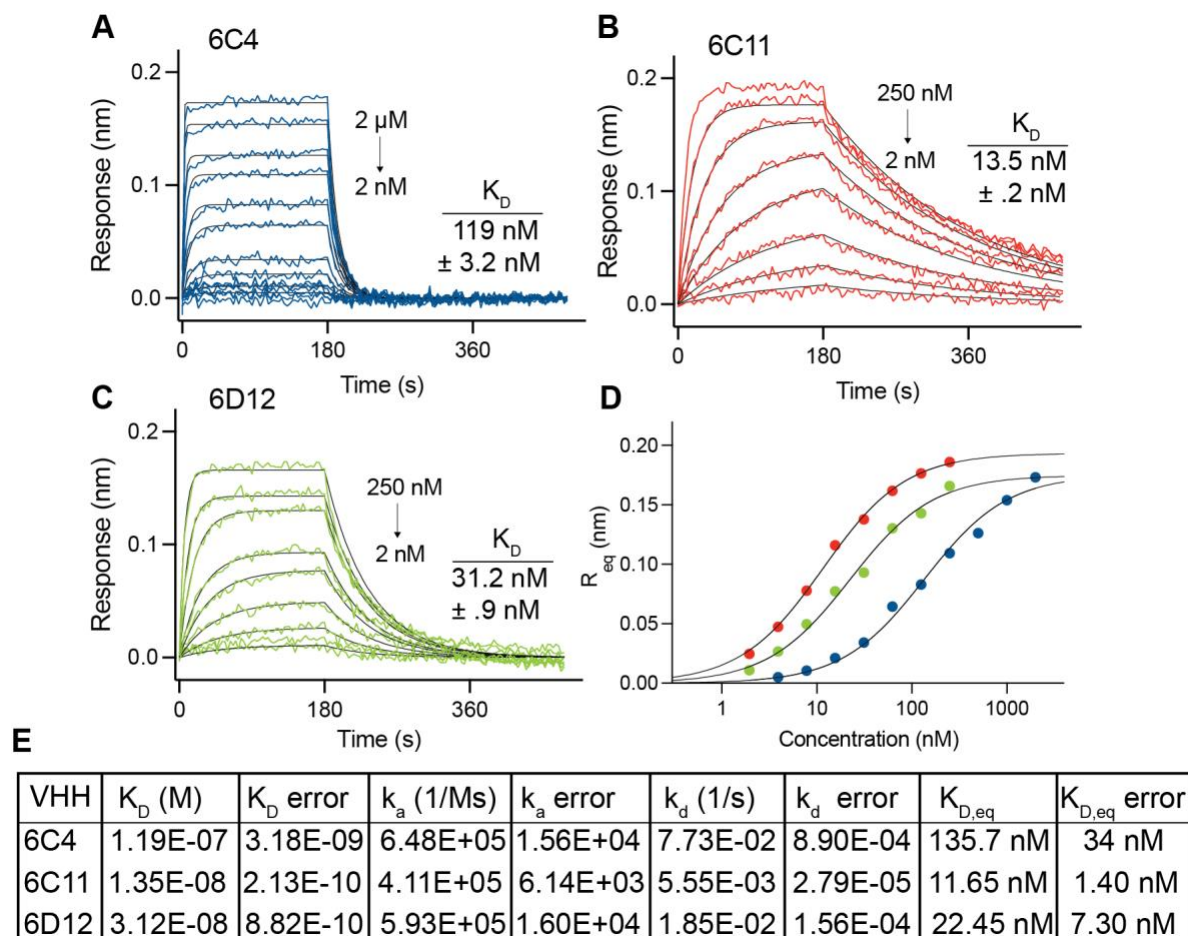 A
6C4
0.2
0.1
0.0
Response (nm)
2 µM
2 nM
K_D
119 nM
± 3.2 nM
0 180 360
Time (s)
B
6C11
0.2
0.1
0.0
Response (nm)
250 nM
2 nM
K_D
13.5 nM
± .2 nM
0 180 360
Time (s)
C
6D12
0.2
0.1
0.0
Response (nm)
250 nM
2 nM
K_D
31.2 nM
± .9 nM
0 180 360
Time (s)
D
0.20
0.15
0.10
0.05
0.00
R_eq (nm)
1 10 100 1000
Concentration (nM)
E
VHH K_D (M) K_D error k_a (1/Ms) k_a error k_d (1/s) k_d error K_D,eq K_D,eq error
6C4 1.19E-07 3.18E-09 6.48E+05 1.56E+04 7.73E-02 8.90E-04 135.7 nM 34 nM
6C11 1.35E-08 2.13E-10 4.11E+05 6.14E+03 5.55E-03 2.79E-05 11.65 nM 1.40 nM
6D12 3.12E-08 8.82E-10 5.93E+05 1.60E+04 1.85E-02 1.56E-04 22.45 nM 7.30 nM